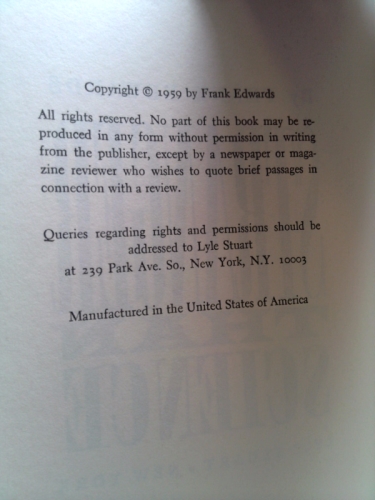 Copyright © 1959 by Frank Edwards
All rights reserved. No part of this book may be re-
produced in any form without permission in writing
from the publisher, except by a newspaper or maga-
zine reviewer who wishes to quote brief passages in
connection with a review.
Queries regarding rights and permissions should be
addressed to Lyle Stuart
at 239 Park Ave. So., New York, N.Y. 10003
Manufactured in the United States of America
SCIENCE